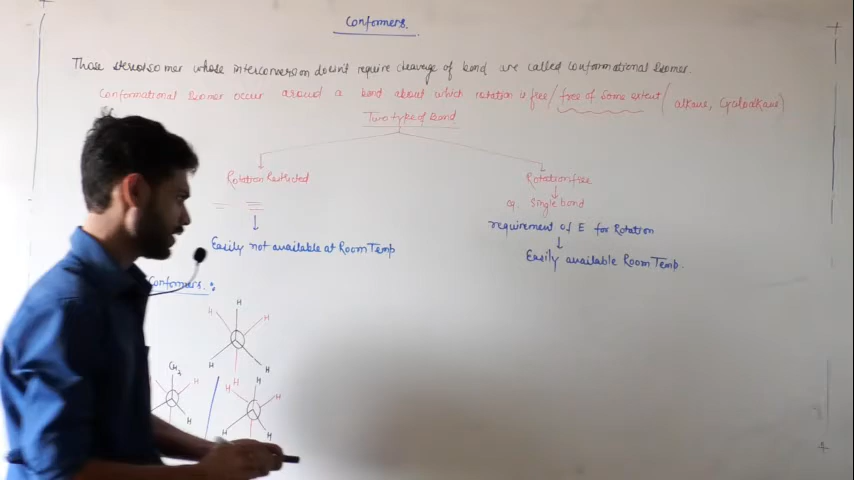 Conformers.
Those stereoisomer whose interconversion doesn't require cleavage of bond are called Conformational Isomer.
Conformational Isomer occur around a bond about which rotation is free/ free of some extent/ alkane, Cycloalkane)
Two type of Bond
Rotation Restricted
Rotation free
eg. Single bond
requirement of E for Rotation
Easily not available at Room Temp
Easily available Room Temp.
Conformers :
H
H H
H H
H
CH3
H
H
H H
H
H H